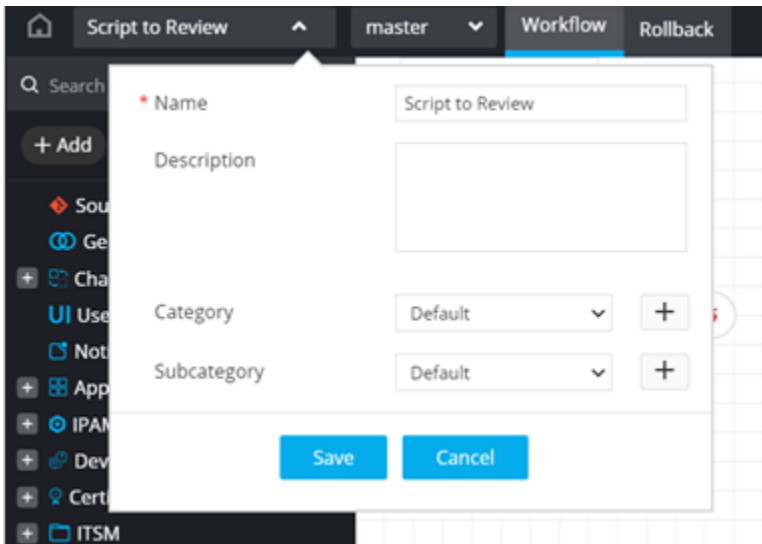 Script to Review master Workflow Rollback
Search
+ Add
* Name Script to Review
Description
Sou
Ge
Cha
UI Use
Noti
App
IPAM
Dev
Certi
ITSM
Category Default +
Subcategory Default +
Save Cancel